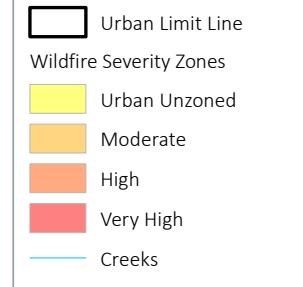 Urban Limit Line
Wildfire Severity Zones
Urban Unzoned
Moderate
High
Very High
Creeks